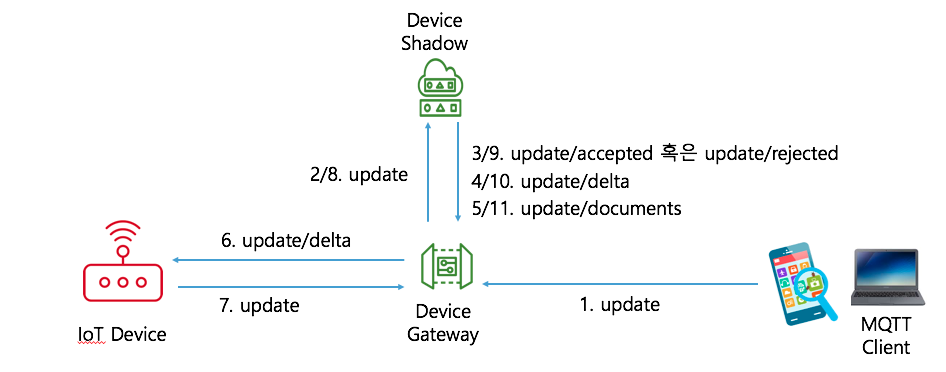 Device
Shadow
3/9. update/accepted 혹은 update/rejected
2/8. update
4/10. update/delta
5/11. update/documents
6. update/delta
7. update
1. update
IoT Device
Device
Gateway
MQTT
Client